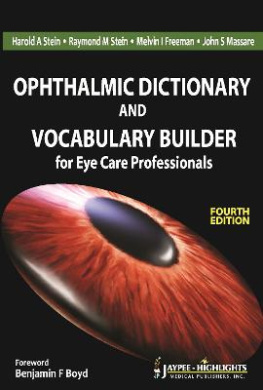 Harold A Stein • Raymond M Stein • Melvin I Freeman • John S Massare
OPHTHALMIC DICTIONARY
AND
VOCABULARY BUILDER
for Eye Care Professionals
FOURTH
EDITION
Foreword
Benjamin F Boyd
JAYPEE - HIGHLIGHTS
MEDICAL PUBLISHERS, INC.